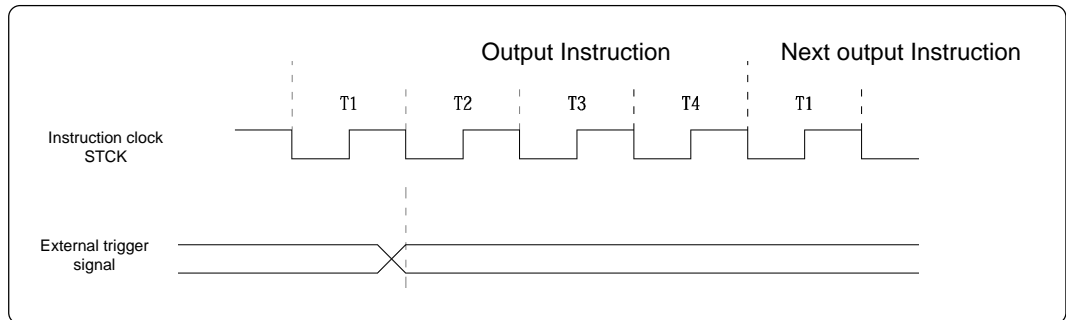 Output Instruction Next output Instruction
T1 T2 T3 T4 T1
Instruction clock
STCK
External trigger
signal